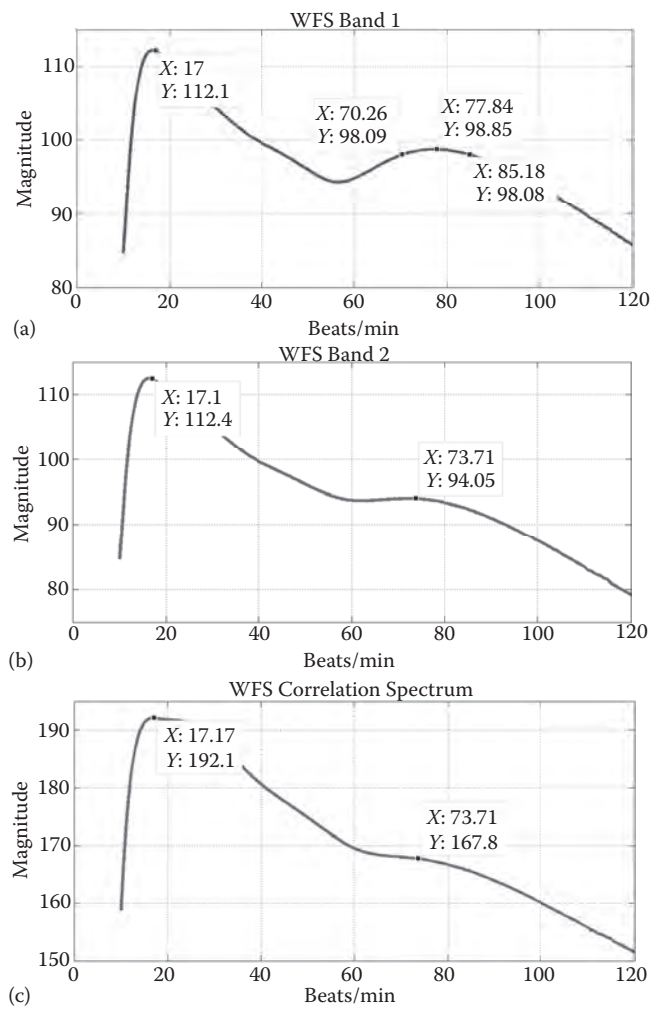 WFS Band 1
110
100
90
80
Magnitude
X: 17
Y: 112.1
X: 70.26
Y: 98.09
X: 77.84
Y: 98.85
X: 85.18
Y: 98.08
0 20 40 60 80 100 120
(a)
Beats/min
WFS Band 2
110
100
90
80
Magnitude
X: 17.1
Y: 112.4
X: 73.71
Y: 94.05
0 20 40 60 80 100 120
(b)
Beats/min
WFS Correlation Spectrum
190
180
170
160
150
Magnitude
X: 17.17
Y: 192.1
X: 73.71
Y: 167.8
0 20 40 60 80 100 120
(c)
Beats/min